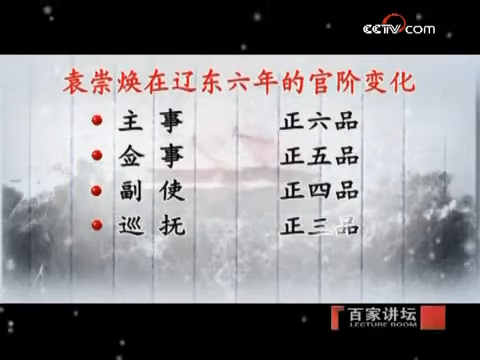 CCTV.com
袁崇焕在辽东六年的官阶变化
主 事 正六品
佥 事 正五品
副 使 正四品
巡 抚 正三品
百家讲坛
LECTURE ROOM